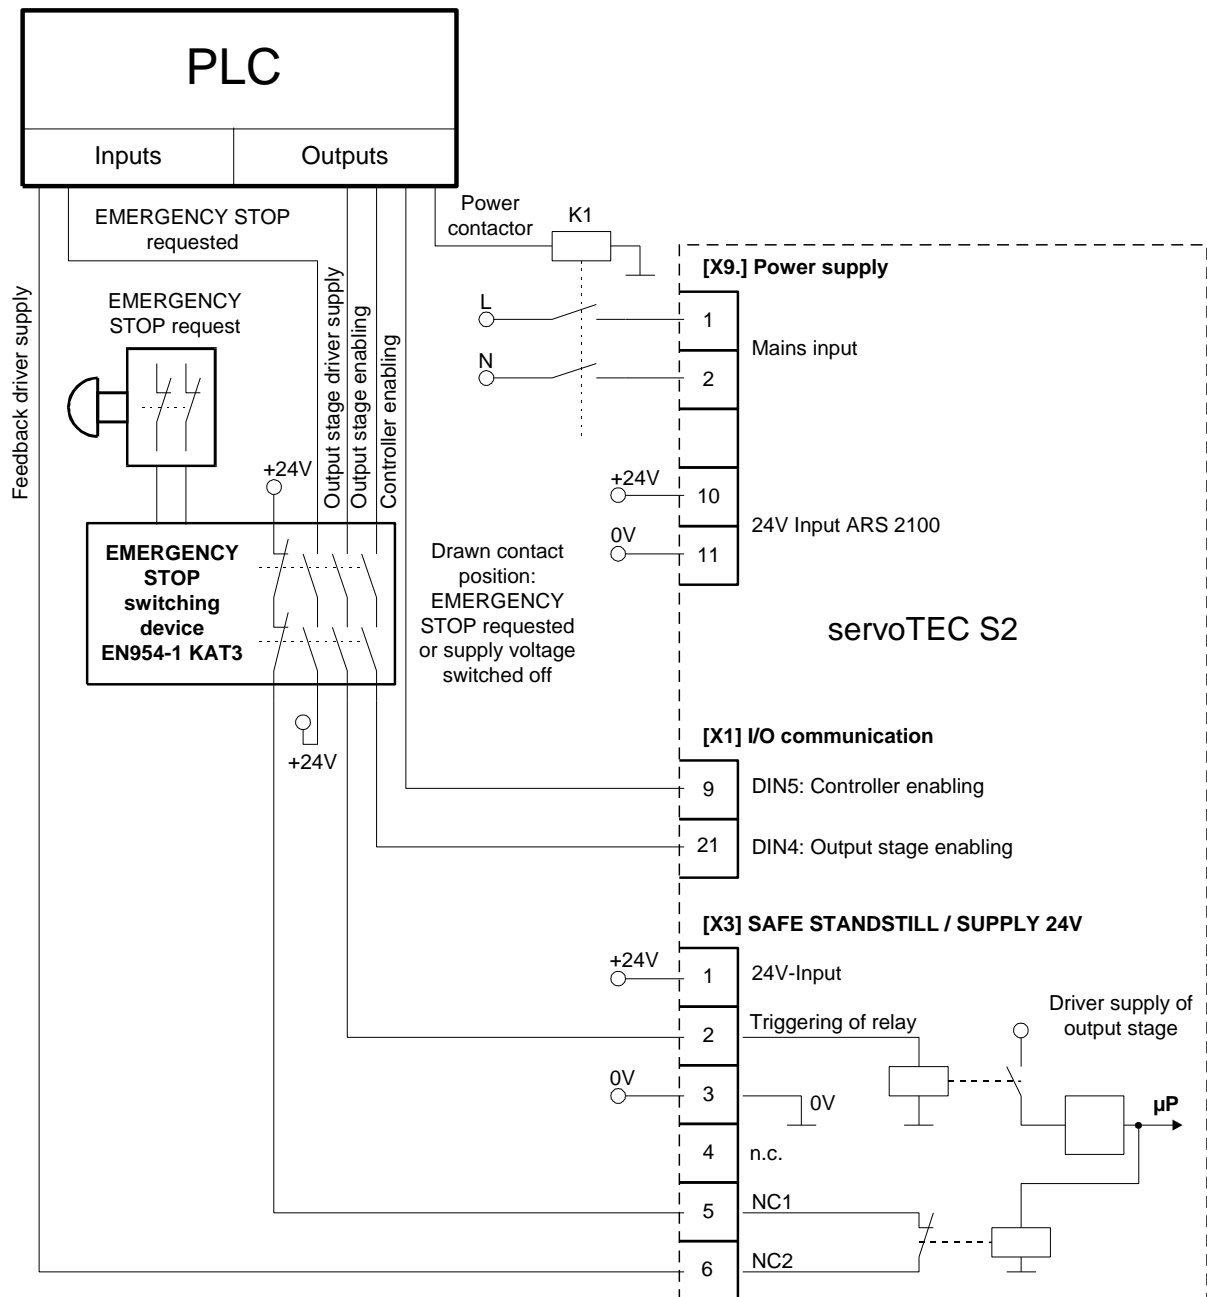 PLC
Inputs
Outputs
EMERGENCY STOP
requested
Power
contactor
K1
Feedback driver supply
EMERGENCY
STOP request
Output stage driver supply
Output stage enabling
Controller enabling
[X9.] Power supply
L
1
Mains input
N
2
+24V
+24V
10
24V Input ARS 2100
0V
11
EMERGENCY
STOP
switching
device
EN954-1 KAT3
Drawn contact
position:
EMERGENCY
STOP requested
or supply voltage
switched off
servoTEC S2
+24V
[X1] I/O communication
9
DIN5: Controller enabling
21
DIN4: Output stage enabling
[X3] SAFE STANDSTILL / SUPPLY 24V
+24V
1
24V-Input
2
Triggering of relay
Driver supply of
output stage
0V
3
0V
µP
4
n.c.
5
NC1
6
NC2